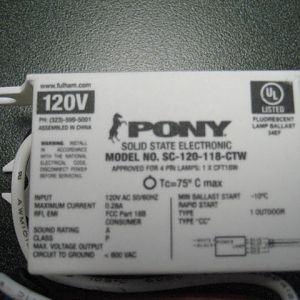 www.fulham.com
120V
PH: (323)-599-5001
ASSEMBLED IN CHINA
WARNING: INSTALL
IN ACCORDANCE
WITH THE NATIONAL
ELECTRICAL CODE
DISCONNECT POWER
BEFORE SERVICING
PONY
SOLID STATE ELECTRONIC
MODEL NO. SC-120-118-CTW
APPROVED FOR 4 PIN LAMPS: 1 X CFT18W
Tc=75° C max
UL
LISTED
FLUORESCENT
LAMP BALLAST
INPUT 120V AC 50/60HZ
MAXIMUM CURRENT 0.28A
RFI, EMI FCC Part 18B
CONSUMER
SOUND RATING A
CLASS P
MAX. VOLTAGE OUTPUT
CIRCUIT TO GROUND < 600 VAC
MIN BALLAST START -10°C
RAPID START
TYPE 1 OUTDOOR
TYPE "CC"